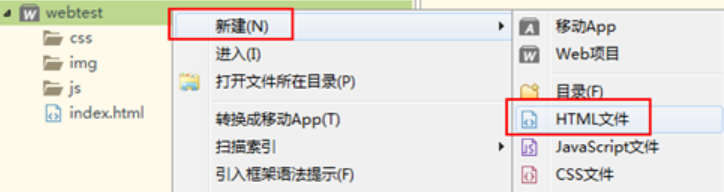 webtest
css
img
js
index.html
新建(N)
进入(I)
打开文件所在目录(P)
转换成移动App(T)
扫描索引
引入框架语法提示(F)
移动App
Web项目
目录(F)
HTML文件
JavaScript文件
CSS文件